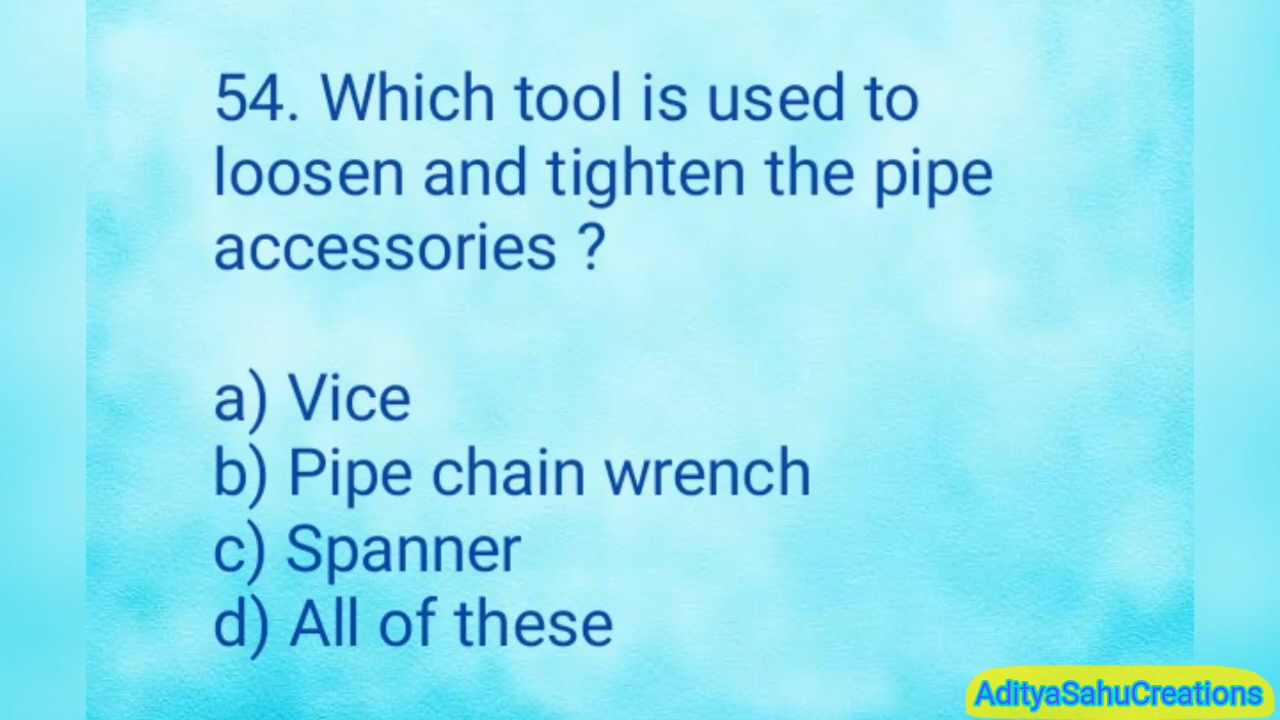 54. Which tool is used to
loosen and tighten the pipe
accessories ?
a) Vice
b) Pipe chain wrench
c) Spanner
d) All of these
AdityaSahuCreations